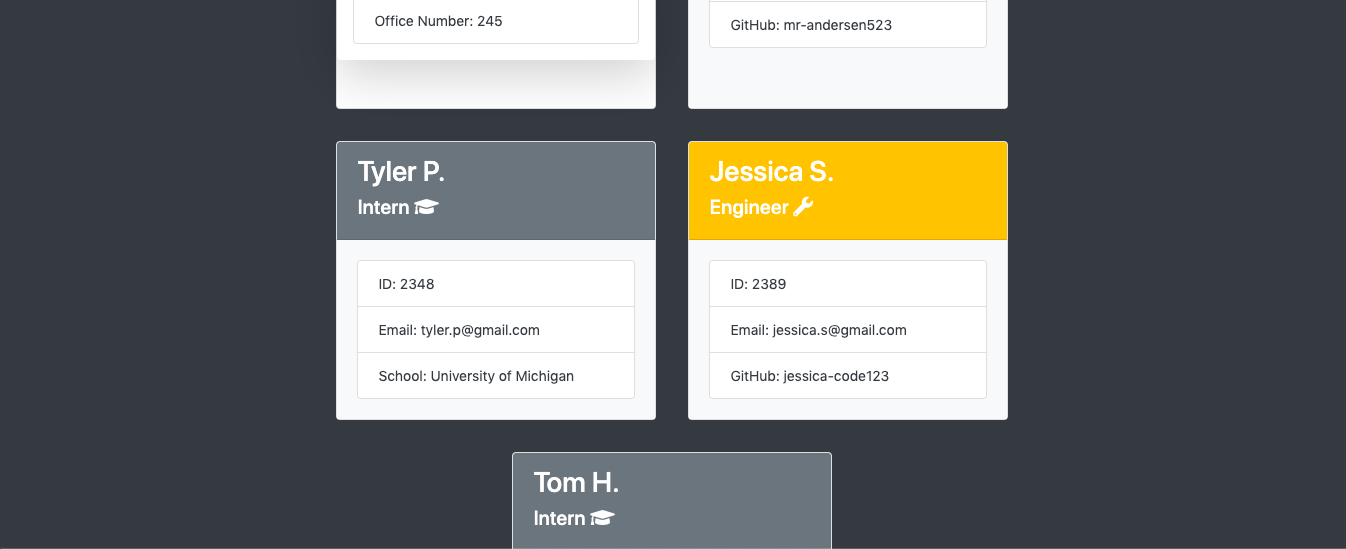 Office Number: 245
GitHub: mr-andersen523
Tyler P.
Intern
ID: 2348
Email: tyler.p@gmail.com
School: University of Michigan
Jessica S.
Engineer
ID: 2389
Email: jessica.s@gmail.com
GitHub: jessica-code123
Tom H.
Intern